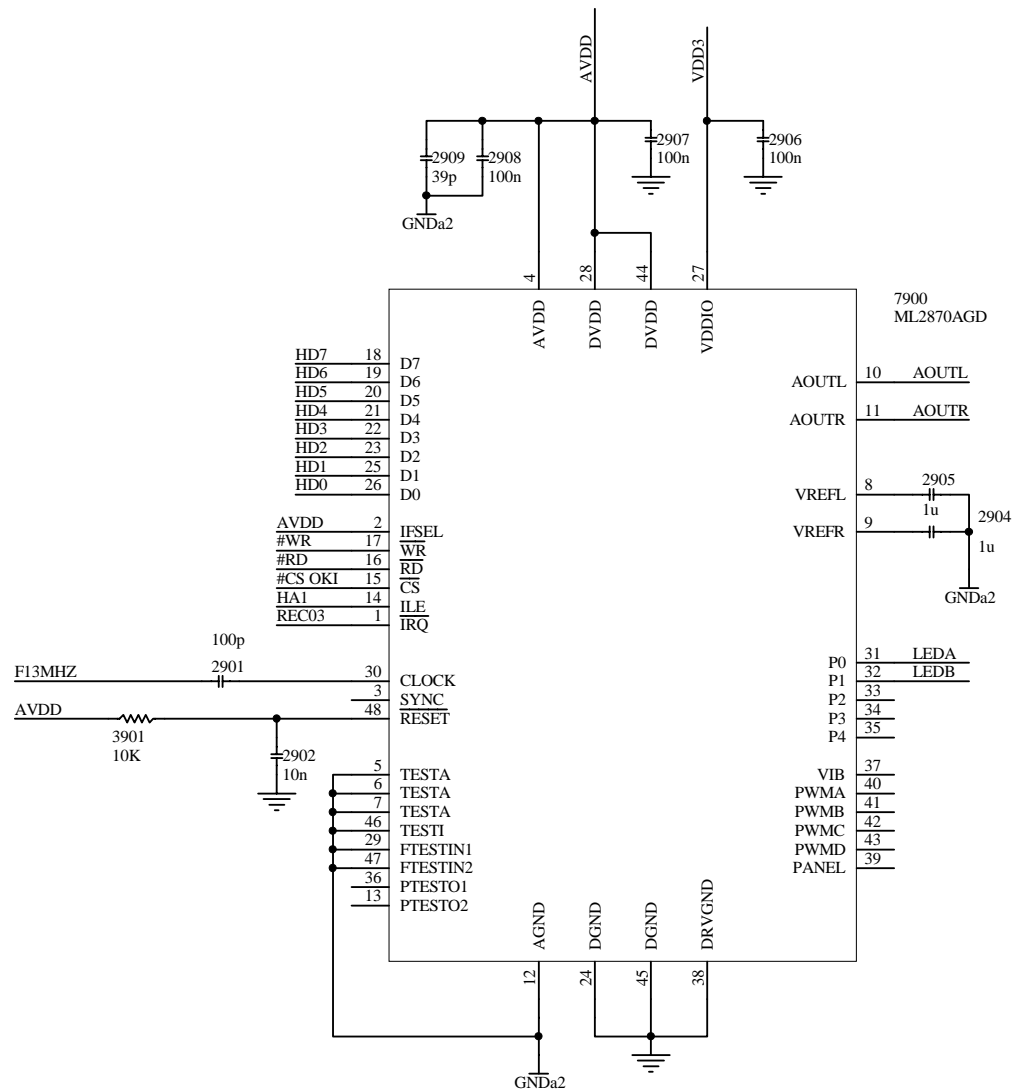 AVDD
VDD3
2909
39p
2908
100n
2907
100n
2906
100n
GNDa2
4
28
44
27
AVDD
DVDD
DVDD
VDDIO
7900
ML2870AGD
HD7 18 D7
HD6 19 D6
HD5 20 D5
HD4 21 D4
HD3 22 D3
HD2 23 D2
HD1 25 D1
HD0 26 D0
AVDD 2 IFSEL
#WR 17 WR
#RD 16 RD
#CS OKI 15 CS
HA1 14 ILE
REC03 1 IRQ
100p
2901
F13MHZ 30 CLOCK
3 SYNC
AVDD 48 RESET
3901
10K
2902
10n
5 TESTA
6 TESTA
7 TESTA
46 TESTI
29 FTESTIN1
47 FTESTIN2
36 PTESTO1
13 PTESTO2
AOUTL 10 AOUTL
AOUTR 11 AOUTR
VREFL 8 2905
1u
VREFR 9 2904
1u
GNDa2
P0 31 LEDA
P1 32 LEDB
P2 33
P3 34
P4 35
VIB 37
PWMA 40
PWMB 41
PWMC 42
PWMD 43
PANEL 39
AGND
DGND
DGND
DRVGND
12
24
45
38
GNDa2